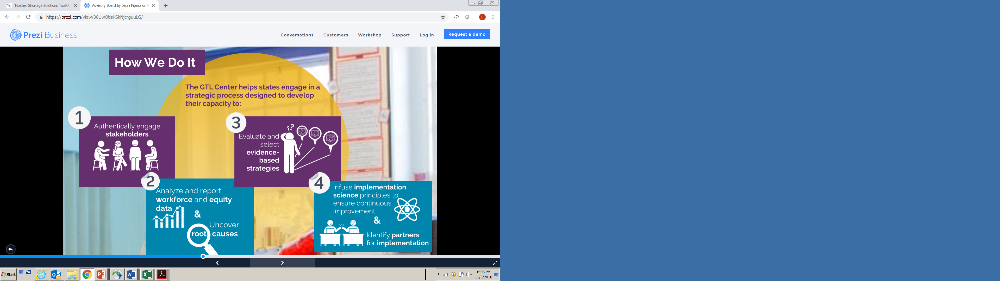 Teacher Shortage Solutions Toolkit
Advisory Board by Jenni Fipaza on P
https://prezi.com/view/30UwOtlsKSkNjcrguuLG/
L
Prezi Business
Conversations
Customers
Workshop
Support
Log in
Request a demo
How We Do It
The GTL Center helps states engage in a
strategic process designed to develop
their capacity to:
1
Authentically engage
stakeholders
2
Analyze and report
workforce and equity
data
&
Uncover
root causes
3
??
Evaluate and
select
evidence-
based
strategies
4
Infuse implementation
science principles to
ensure continuous
improvement
&
Identify partners
for implementation
Start
8:08 PM
11/5/2018